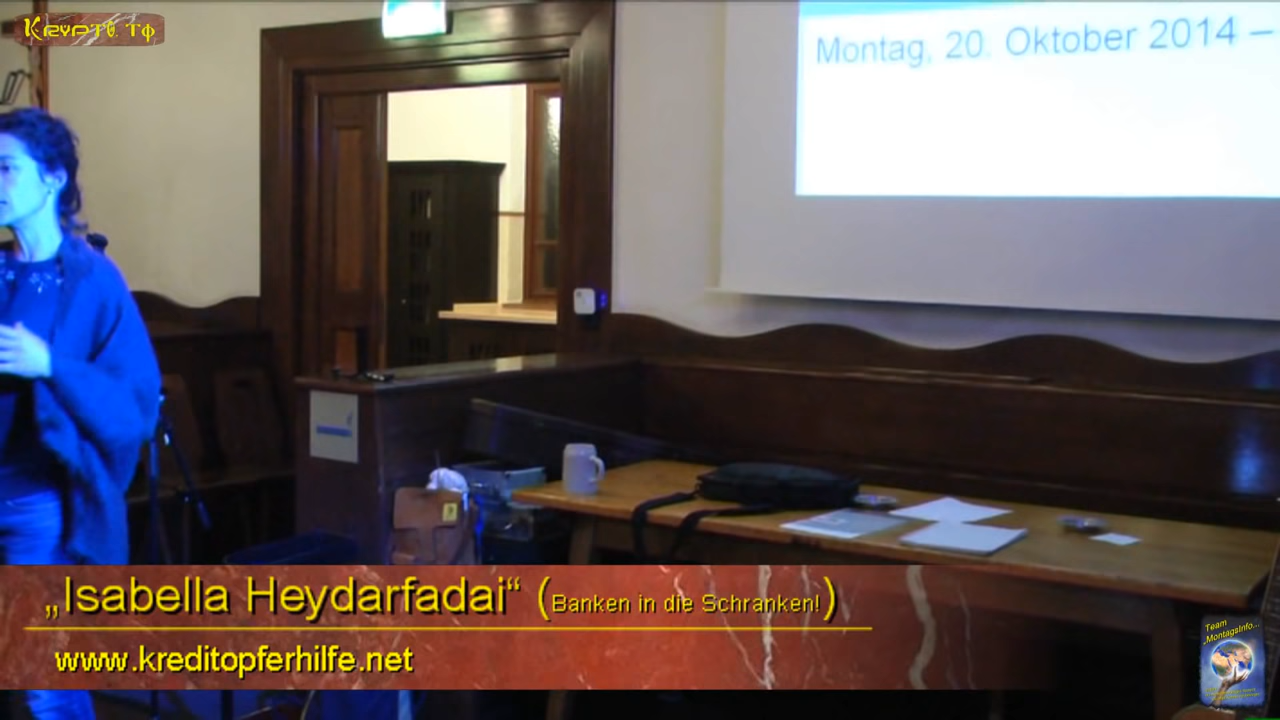 Krypto TV
Montag, 20. Oktober 2014 –
„Isabella Heydarfadai“ (Banken in die Schranken!)
www.kreditopferhilfe.net
Team
„MontagsInfo...